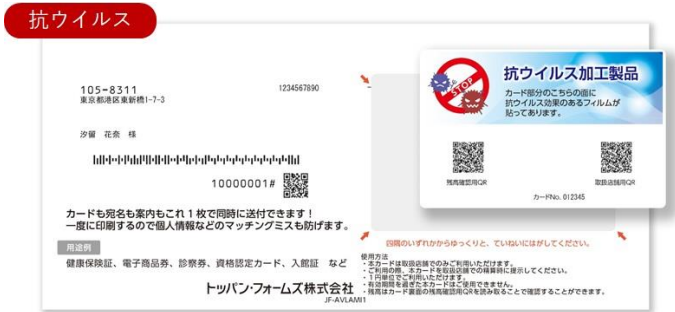 抗ウイルス
105-8311
東京都港区東新橋1-7-3
1234567890
汐留 花奈 様
10000001#
カードも宛名も案内もこれ1枚で同時に送付できます!
一度に印刷するので個人情報などのマッチングミスも防げます。
用途例
健康保険証、電子商品券、診察券、資格認定カード、入館証 など
トッパン・フォームズ株式会社
JF-AVLAMI1
STOP
抗ウイルス加工製品
カード部分のこちらの面に
抗ウイルス効果のあるフィルムが
貼ってあります。
残高確認用QR
取扱店舗用QR
カードNo. 012345
四隅のいずれかからゆっくりと、ていねいにはがしてください。
使用方法
・本カードは取扱店舗でのみご利用いただけます。
・ご利用の際、本カードを取扱店舗での精算時に提示してください。
・1円単位でご利用いただけます。
・有効期間を過ぎた本カードはご使用できません。
・残高はカード裏面の残高確認用QRを読み取ることで確認することができます。